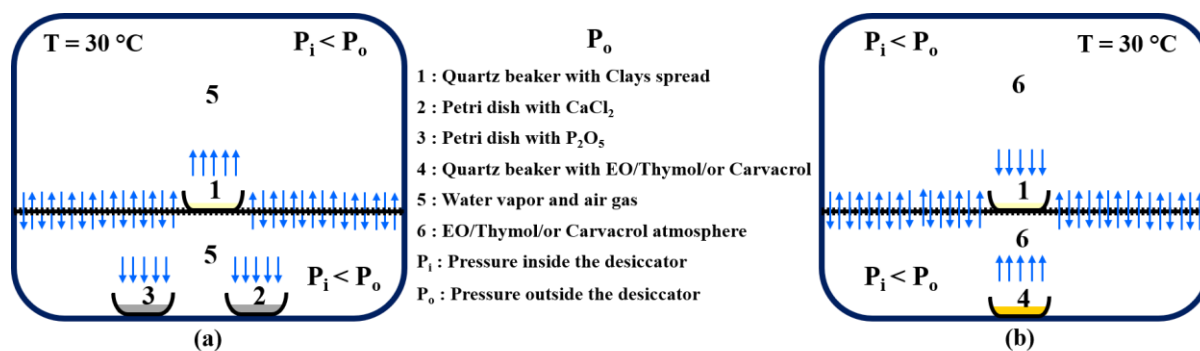 T = 30 °C
Pi < Po
5
1
5
Pi < Po
3
2
(a)
Po
1 : Quartz beaker with Clays spread
2 : Petri dish with CaCl2
3 : Petri dish with P2O5
4 : Quartz beaker with EO/Thymol/or Carvacrol
5 : Water vapor and air gas
6 : EO/Thymol/or Carvacrol atmosphere
Pi : Pressure inside the desiccator
Po : Pressure outside the desiccator
Pi < Po
T = 30 °C
6
1
6
Pi < Po
4
(b)